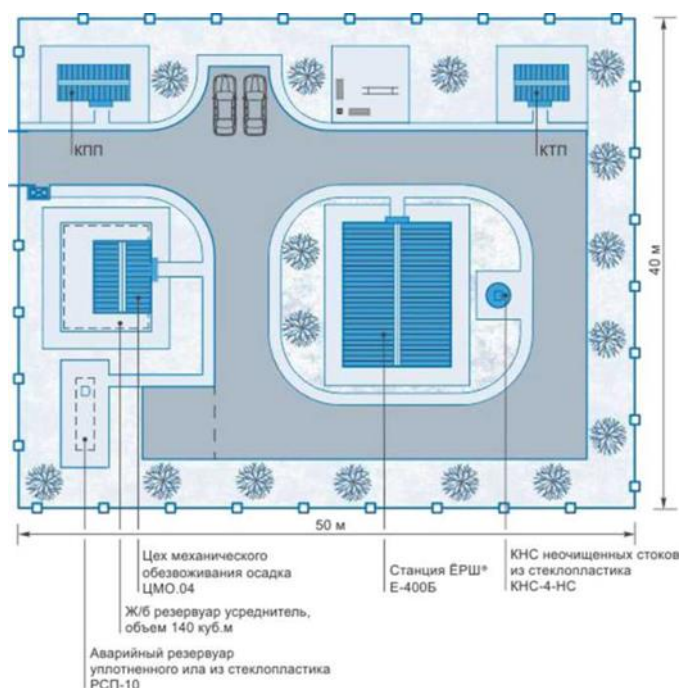 КПП
КТП
40 м
50 м
Цех механического
обезвоживания осадка
ЦМО.04
Ж/б резервуар усреднитель,
объем 140 куб.м
Аварийный резервуар
уплотненного ила из стеклопластика
РСП-10
Станция ЁРШ®
Е-400Б
КНС неочищенных стоков
из стеклопластика
КНС-4-НС